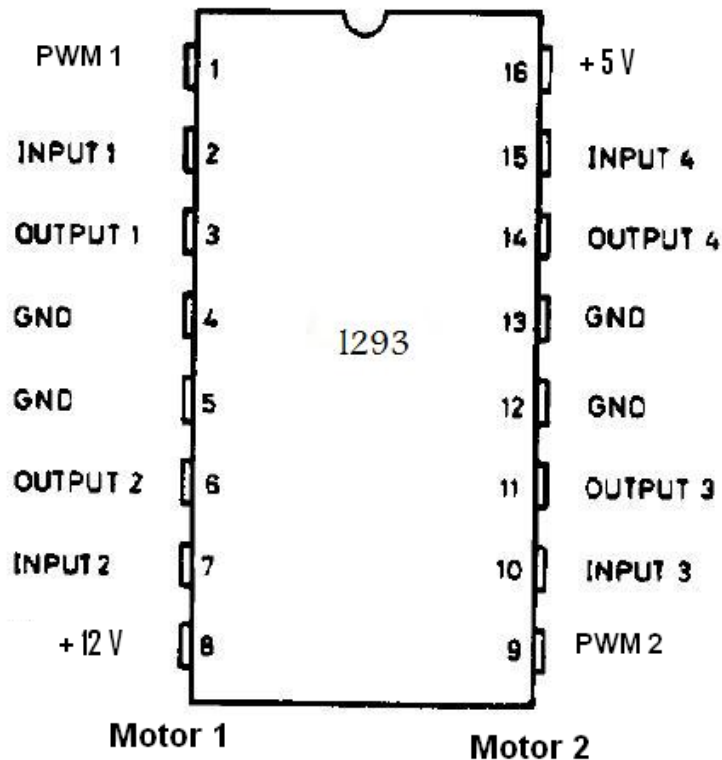 PWM 1 1 16 + 5 V
INPUT 1 2 15 INPUT 4
OUTPUT 1 3 14 OUTPUT 4
GND 4 13 GND
1293
GND 5 12 GND
OUTPUT 2 6 11 OUTPUT 3
INPUT 2 7 10 INPUT 3
+ 12 V 8 9 PWM 2
Motor 1 Motor 2